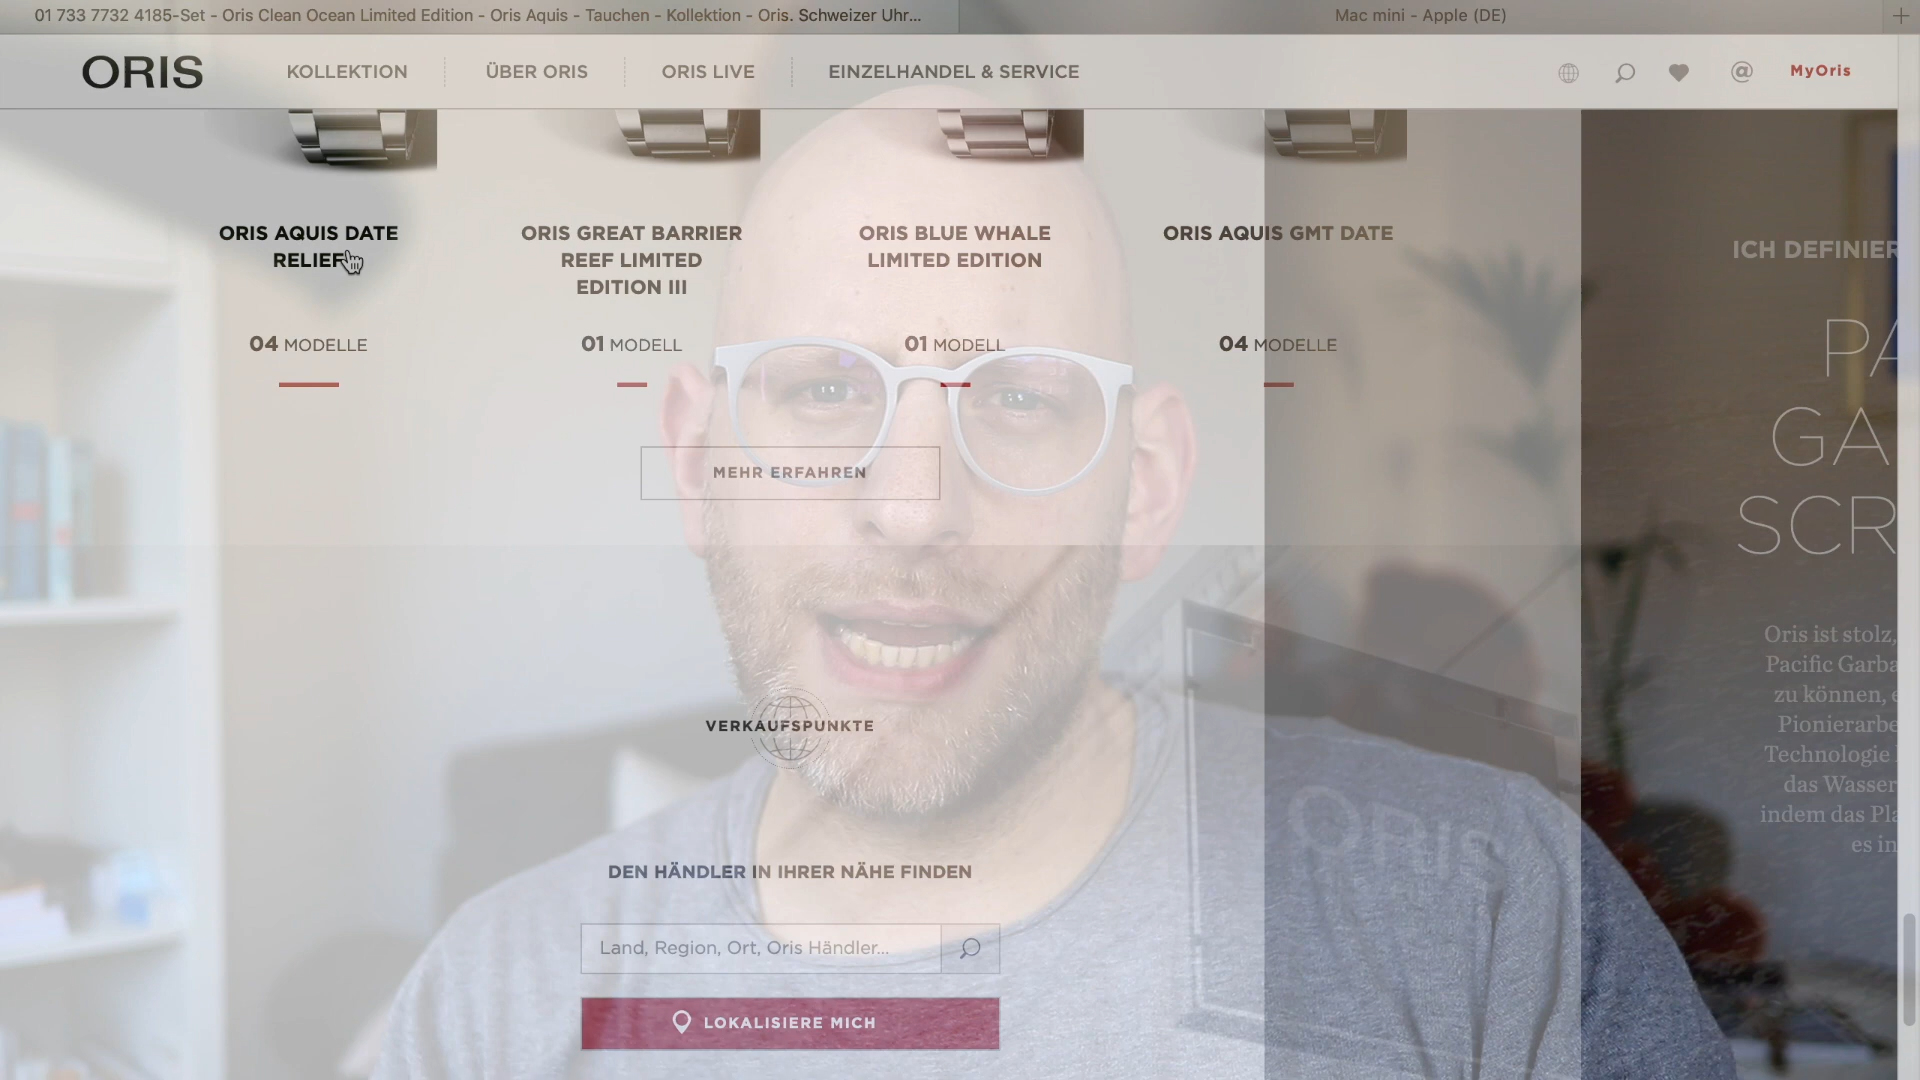 01 733 7732 4185-Set - Oris Clean Ocean Limited Edition - Oris Aquis - Tauchen - Kollektion - Oris. Schweizer Uhr...
Mac mini - Apple (DE)
ORIS
KOLLEKTION
ÜBER ORIS
ORIS LIVE
EINZELHANDEL & SERVICE
MyOris
ORIS AQUIS DATE
RELIEF
04 MODELLE
ORIS GREAT BARRIER
REEF LIMITED
EDITION III
01 MODELL
ORIS BLUE WHALE
LIMITED EDITION
01 MODELL
ORIS AQUIS GMT DATE
04 MODELLE
MEHR ERFAHREN
ICH DEFINIER
PA
GA
SCR
Oris ist stolz,
Pacific Garba
zu können, e
Pionierarbe
Technologie
das Wasser
indem das Pla
es in
VERKAUFSPUNKTE
DEN HÄNDLER IN IHRER NÄHE FINDEN
Land, Region, Ort, Oris Händler...
LOKALISIERE MICH
ORIS